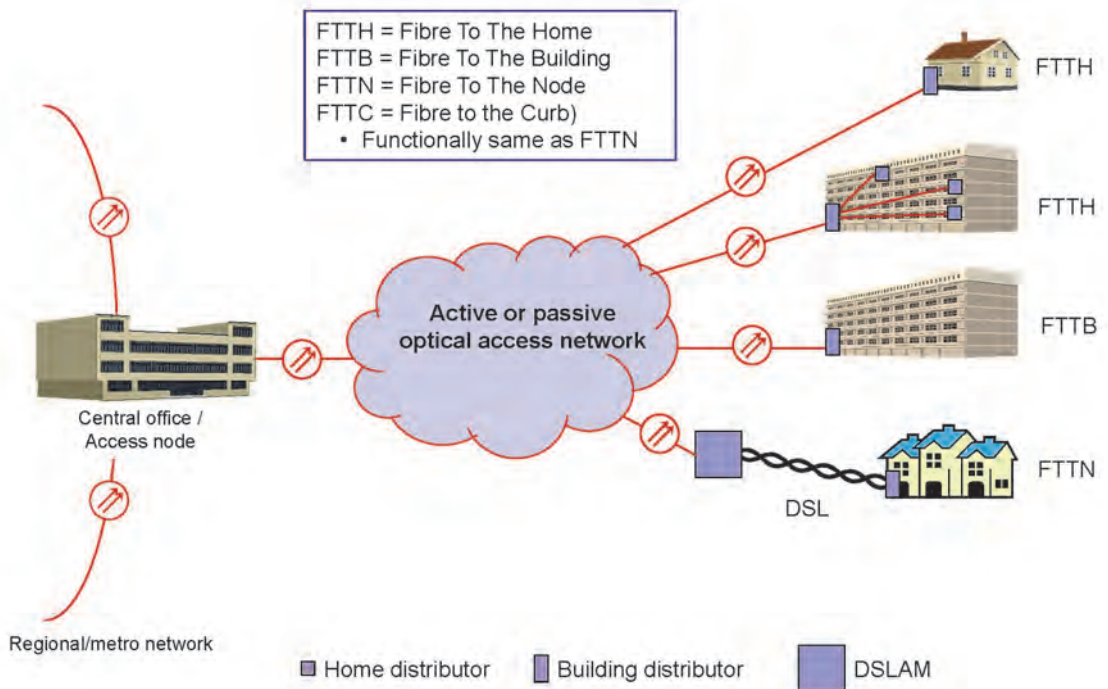 FTTH = Fibre To The Home
FTTB = Fibre To The Building
FTTN = Fibre To The Node
FTTC = Fibre to the Curb)
• Functionally same as FTTN
FTTH
FTTH
Active or passive
optical access network
FTTB
Central office /
Access node
FTTN
DSL
Regional/metro network
Home distributor
Building distributor
DSLAM